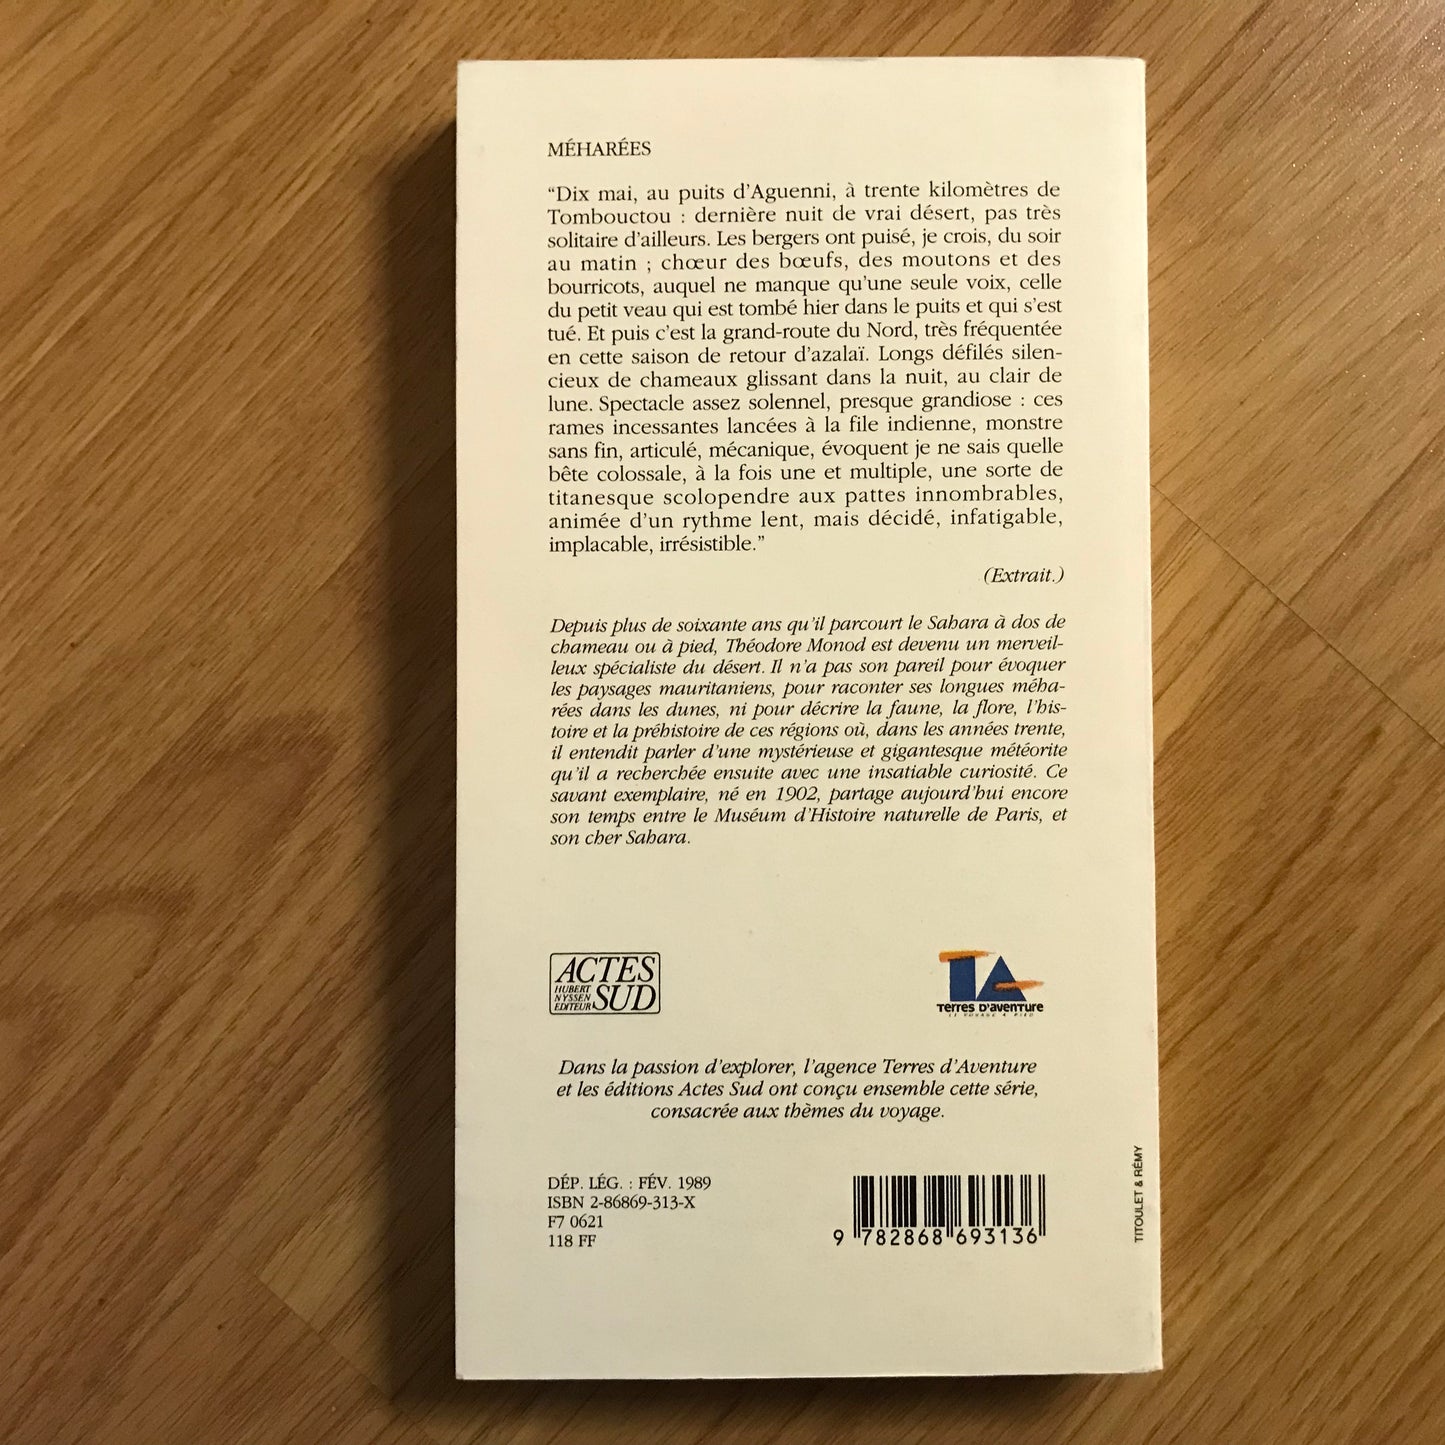 MÉHARÉES
“Dix mai, au puits d’Aguenni, à trente kilomètres de
Tombouctou : dernière nuit de vrai désert, pas très
solitaire d’ailleurs. Les bergers ont puisé, je crois, du soir
au matin ; chœur des bœufs, des moutons et des
bourricots, auquel ne manque qu’une seule voix, celle
du petit veau qui est tombé hier dans le puits et qui s’est
tué. Et puis c’est la grand-route du Nord, très fréquentée
en cette saison de retour d’azalaï. Longs défilés silen-
cieux de chameaux glissant dans la nuit, au clair de
lune. Spectacle assez solennel, presque grandiose : ces
rames incessantes lancées à la file indienne, monstre
sans fin, articulé, mécanique, évoquent je ne sais quelle
bête colossale, à la fois une et multiple, une sorte de
titanesque scolopendre aux pattes innombrables,
animée d’un rythme lent, mais décidé, infatigable,
implacable, irrésistible.”
(Extrait.)
Depuis plus de soixante ans qu’il parcourt le Sahara à dos de
chameau ou à pied, Théodore Monod est devenu un merveil-
leux spécialiste du désert. Il n’a pas son pareil pour évoquer
les paysages mauritaniens, pour raconter ses longues méha-
rées dans les dunes, ni pour décrire la faune, la flore, l’his-
toire et la préhistoire de ces régions où, dans les années trente,
il entendit parler d’une mystérieuse et gigantesque météorite
qu’il a recherchée ensuite avec une insatiable curiosité. Ce
savant exemplaire, né en 1902, partage aujourd’hui encore
son temps entre le Muséum d’Histoire naturelle de Paris, et
son cher Sahara.
ACTES
HUBERT
NYSSEN
EDITEUR SUD
TA
TERRES D’AVENTURE
LE VOYAGE A PIED
Dans la passion d’explorer, l’agence Terres d’Aventure
et les éditions Actes Sud ont conçu ensemble cette série,
consacrée aux thèmes du voyage.
DÉP. LÉG. : FÉV. 1989
ISBN 2-86869-313-X
F7 0621
118 FF
9 782868 693136
TITOULET & RÉMY